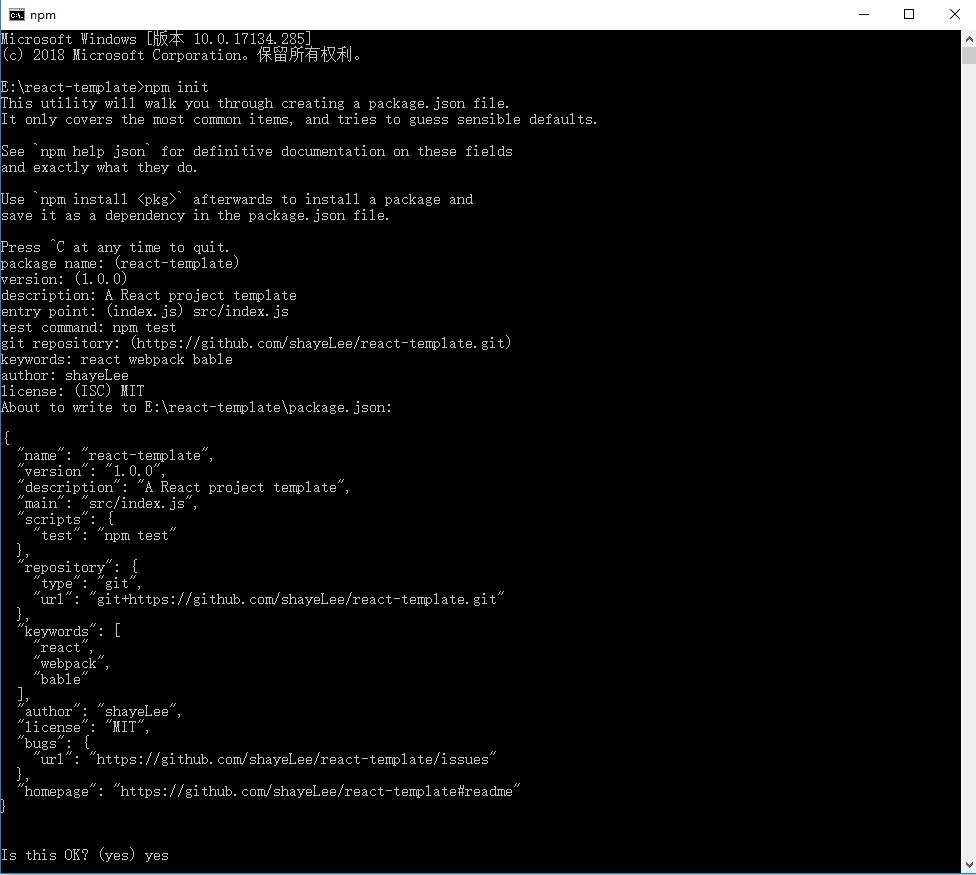 npm
Microsoft Windows [版本 10.0.17134.285]
(c) 2018 Microsoft Corporation。保留所有权利。
E:\react-template>npm init
This utility will walk you through creating a package.json file.
It only covers the most common items, and tries to guess sensible defaults.
See `npm help json` for definitive documentation on these fields
and exactly what they do.
Use `npm install <pkg>` afterwards to install a package and
save it as a dependency in the package.json file.
Press ^C at any time to quit.
package name: (react-template)
version: (1.0.0)
description: A React project template
entry point: (index.js) src/index.js
test command: npm test
git repository: (https://github.com/shayeLee/react-template.git)
keywords: react webpack bable
author: shayeLee
license: (ISC) MIT
About to write to E:\react-template\package.json:
{
  "name": "react-template",
  "version": "1.0.0",
  "description": "A React project template",
  "main": "src/index.js",
  "scripts": {
    "test": "npm test"
  },
  "repository": {
    "type": "git",
    "url": "git+https://github.com/shayeLee/react-template.git"
  },
  "keywords": [
    "react",
    "webpack",
    "bable"
  ],
  "author": "shayeLee",
  "license": "MIT",
  "bugs": {
    "url": "https://github.com/shayeLee/react-template/issues"
  },
  "homepage": "https://github.com/shayeLee/react-template#readme"
}
Is this OK? (yes) yes